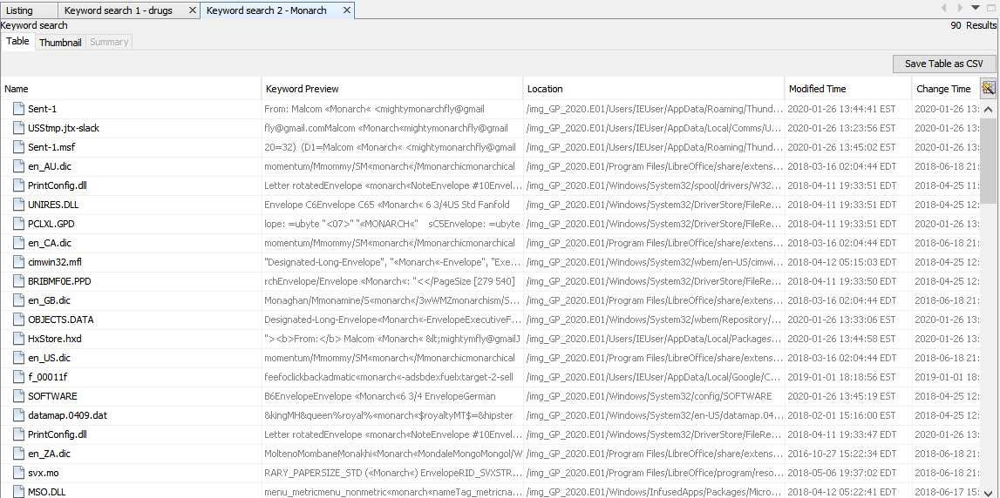 Listing Keyword search 1 - drugs Keyword search 2 - Monarch
Keyword search 90 Results
Table Thumbnail Summary
Save Table as CSV
Name Keyword Preview Location Modified Time Change Time
Sent-1 From: Malcom «Monarch« <mightymonarchfly@gmail /img_GP_2020.E01/Users/IEUser/AppData/Roaming/Thund... 2020-01-26 13:44:41 EST 2020-01-26 13:
USStmp.jtx-slack fly@gmail.comMalcom «Monarch«mightymonarchfly@gmail /img_GP_2020.E01/Users/IEUser/AppData/Local/Comms/U... 2020-01-26 13:23:56 EST 2020-01-26 13:
Sent-1.msf 20=32) (D1=Malcom «Monarch« <mightymonarchfly@gmail /img_GP_2020.E01/Users/IEUser/AppData/Roaming/Thund... 2020-01-26 13:45:02 EST 2020-01-26 13:
en_AU.dic momentum/Mmommy/SM«monarch«/Mmonarchicmonarchical /img_GP_2020.E01/Program Files/LibreOffice/share/extens... 2018-03-16 02:04:44 EDT 2018-06-18 21:
PrintConfig.dll Letter rotatedEnvelope «monarch«NoteEnvelope #10Envel... /img_GP_2020.E01/Windows/System32/spool/drivers/W32... 2018-04-11 19:33:51 EDT 2018-04-25 11:
UNIRES.DLL Envelope C6Envelope C65 «Monarch« 6 3/4US Std Fanfold /img_GP_2020.E01/Windows/System32/DriverStore/FileRe... 2018-04-11 19:33:51 EDT 2018-04-25 12:
PCLXL.GPD lope: =ubyte "<07>" "«MONARCH«" sC5Envelope: =ubyte /img_GP_2020.E01/Windows/System32/DriverStore/FileRe... 2018-04-11 19:33:51 EDT 2020-01-26 13:
en_CA.dic momentum/Mmommy/SM«monarch«/Mmonarchicmonarchical /img_GP_2020.E01/Program Files/LibreOffice/share/extens... 2018-03-16 02:04:44 EDT 2018-06-18 21:
cimwin32.mfl "Designated-Long-Envelope", "«Monarch«-Envelope", "Exe... /img_GP_2020.E01/Windows/System32/wbem/en-US/cimwi... 2018-04-12 05:15:03 EDT 2018-04-25 12:
BRIBMF0E.PPD rchEnvelope/Envelope «Monarch«: "<</PageSize [279 540] /img_GP_2020.E01/Windows/System32/DriverStore/FileRe... 2018-04-11 19:33:50 EDT 2018-04-25 12:
en_GB.dic Monaghan/Mmonamine/S«monarch«/3wWMZmonarchism/S... /img_GP_2020.E01/Program Files/LibreOffice/share/extens... 2018-03-16 02:04:44 EDT 2018-06-18 21:
OBJECTS.DATA Designated-Long-Envelope«Monarch«-EnvelopeExecutiveF... /img_GP_2020.E01/Windows/System32/wbem/Repository/... 2020-01-26 13:33:06 EST 2020-01-26 13:
HxStore.hxd "><b>From:</b> Malcom «Monarch« &lt;mightymfly@gmailJ /img_GP_2020.E01/Users/IEUser/AppData/Local/Packages... 2020-01-26 13:44:58 EST 2020-01-26 13:
en_US.dic momentum/Mmommy/SM«monarch«/Mmonarchicmonarchical /img_GP_2020.E01/Program Files/LibreOffice/share/extens... 2018-03-16 02:04:44 EDT 2018-06-18 21:
f_00011f feefoclickbackadmatic«monarch«-adsbdexfuelxtarget-2-sell /img_GP_2020.E01/Users/IEUser/AppData/Local/Google/C... 2019-01-01 18:18:56 EST 2019-01-01 18:
SOFTWARE B6EnvelopeEnvelope «Monarch«6 3/4 EnvelopeGerman /img_GP_2020.E01/Windows/System32/config/SOFTWARE 2020-01-26 13:45:19 EST 2018-04-25 12:
datamap.0409.dat &kingMH&queen%royal%«monarch«$royaltyMT$=&hipster /img_GP_2020.E01/Windows/System32/en-US/datamap.04... 2018-02-01 15:16:00 EST 2018-04-25 12:
PrintConfig.dll Letter rotatedEnvelope «monarch«NoteEnvelope #10Envel... /img_GP_2020.E01/Windows/System32/DriverStore/FileRe... 2018-04-11 19:33:47 EDT 2020-01-26 13:
en_ZA.dic MoltenoMombaneMonakhi«Monarch«MondaleMongoMongol/W /img_GP_2020.E01/Program Files/LibreOffice/share/extens... 2016-10-27 15:22:34 EDT 2018-06-18 21:
svx.mo RARY_PAPERSIZE_STD («Monarch«) EnvelopeRID_SVXSTR... /img_GP_2020.E01/Program Files/LibreOffice/program/reso... 2018-05-06 19:37:02 EDT 2018-06-18 21:
MSO.DLL menu_metricmenu_nonmetric«monarch«nameTag_metricna... /img_GP_2020.E01/Windows/InfusedApps/Packages/Micro... 2018-04-12 05:22:41 EDT 2018-06-17 15: